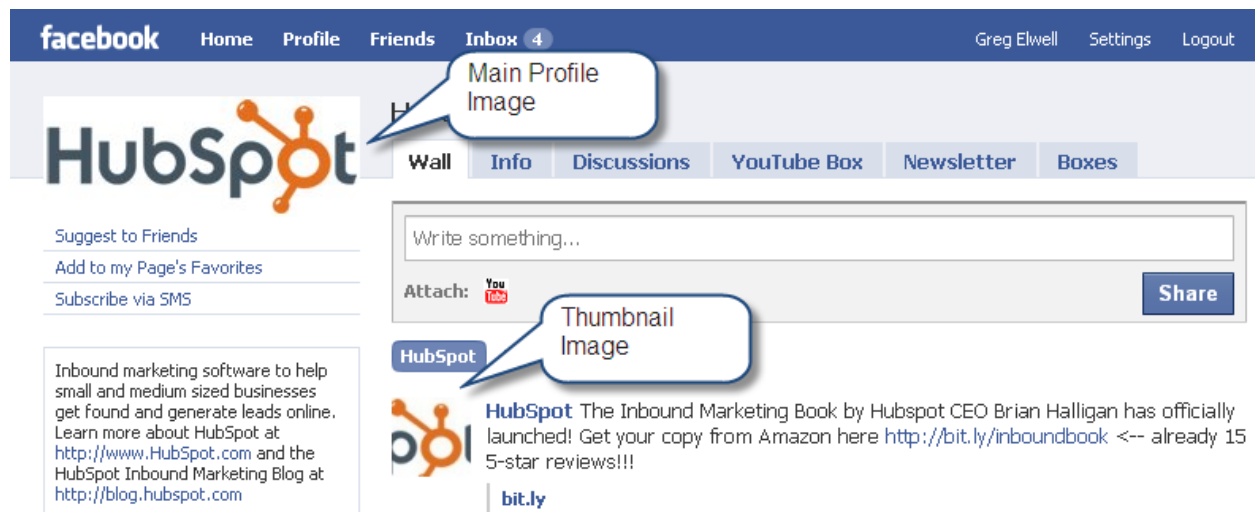 facebook Home Profile Friends Inbox 4 Greg Elwell Settings Logout
Main Profile
Image
HubSpot
Wall Info Discussions YouTube Box Newsletter Boxes
Suggest to Friends
Add to my Page's Favorites
Subscribe via SMS
Write something...
Attach: You
Tube
Share
Thumbnail
Image
HubSpot
Inbound marketing software to help
small and medium sized businesses
get found and generate leads online.
Learn more about HubSpot at
http://www.HubSpot.com and the
HubSpot Inbound Marketing Blog at
http://blog.hubspot.com
HubSpot The Inbound Marketing Book by Hubspot CEO Brian Halligan has officially
launched! Get your copy from Amazon here http://bit.ly/inboundbook <-- already 15
5-star reviews!!!
bit.ly